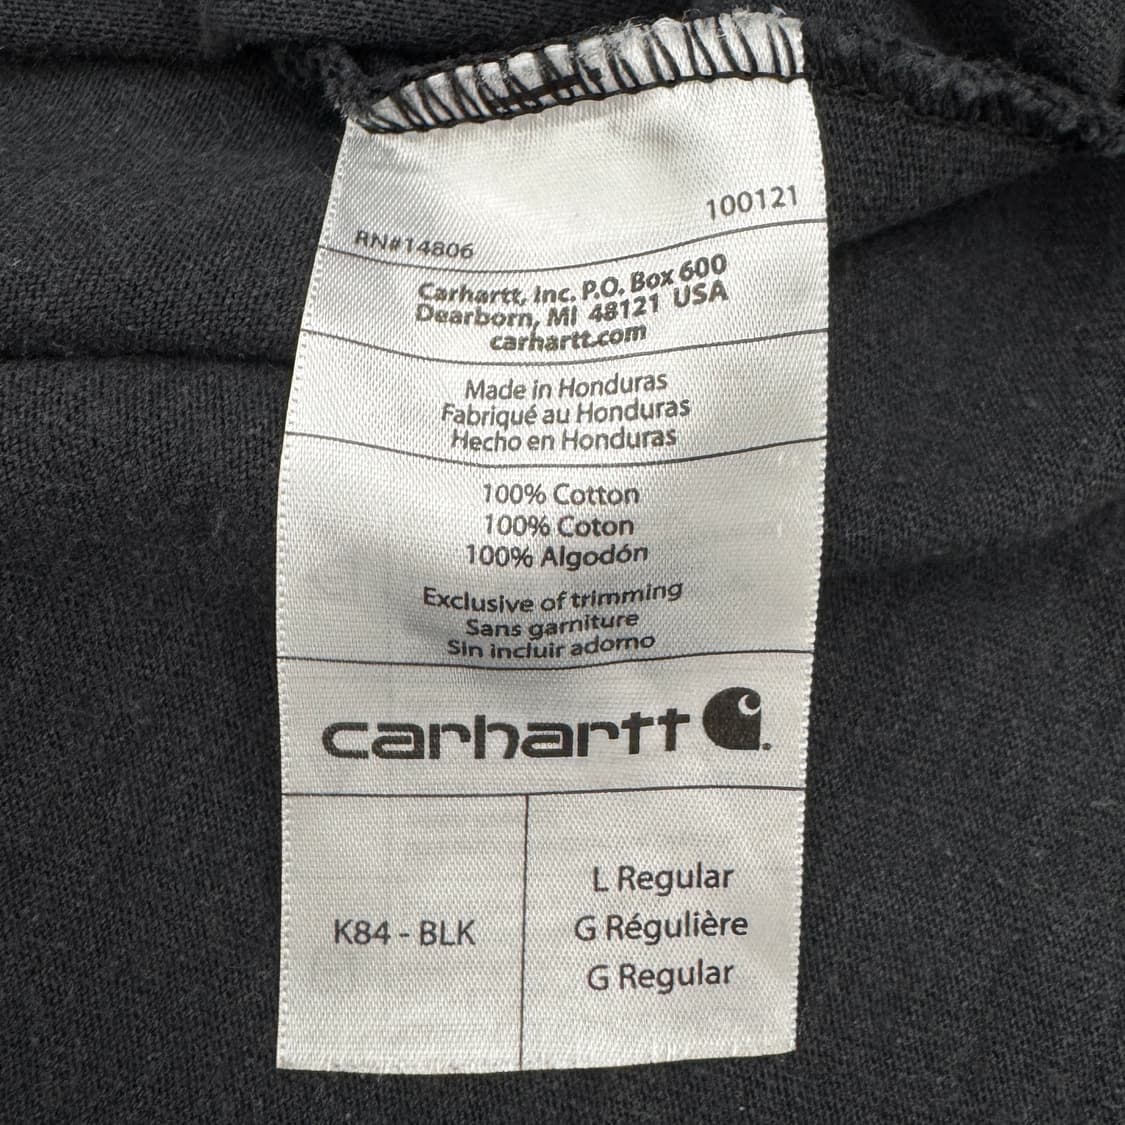 100121
RN#14806
Carhartt, Inc. P.O. Box 600
Dearborn, MI 48121 USA
carhartt.com
Made in Honduras
Fabriqué au Honduras
Hecho en Honduras
100% Cotton
100% Coton
100% Algodón
Exclusive of trimming
Sans garniture
Sin incluir adorno
carhartt
K84 - BLK
L Regular
G Régulière
G Regular